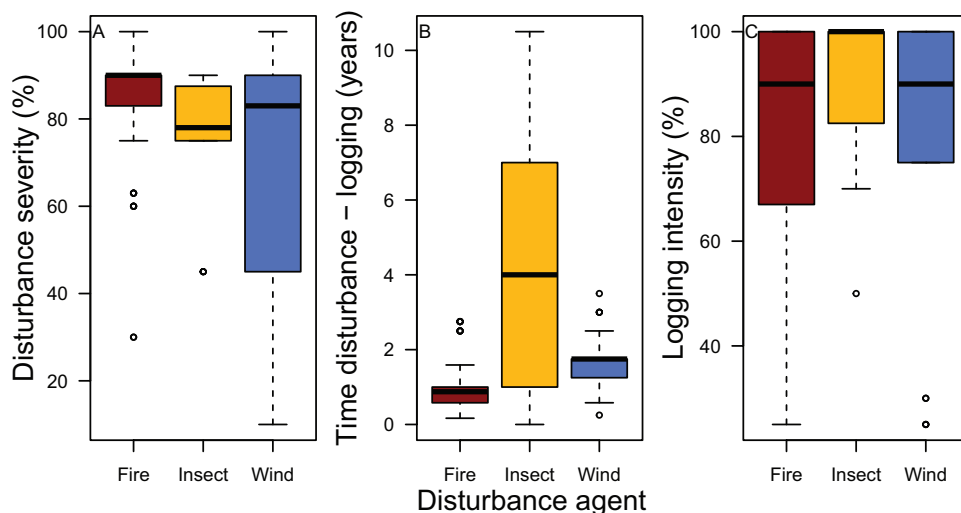 A
Disturbance severity (%)
100
80
60
40
20
Fire Insect Wind
B
Time disturbance − logging (years)
10
8
6
4
2
0
Fire Insect Wind
Disturbance agent
C
Logging intensity (%)
100
80
60
40
Fire Insect Wind